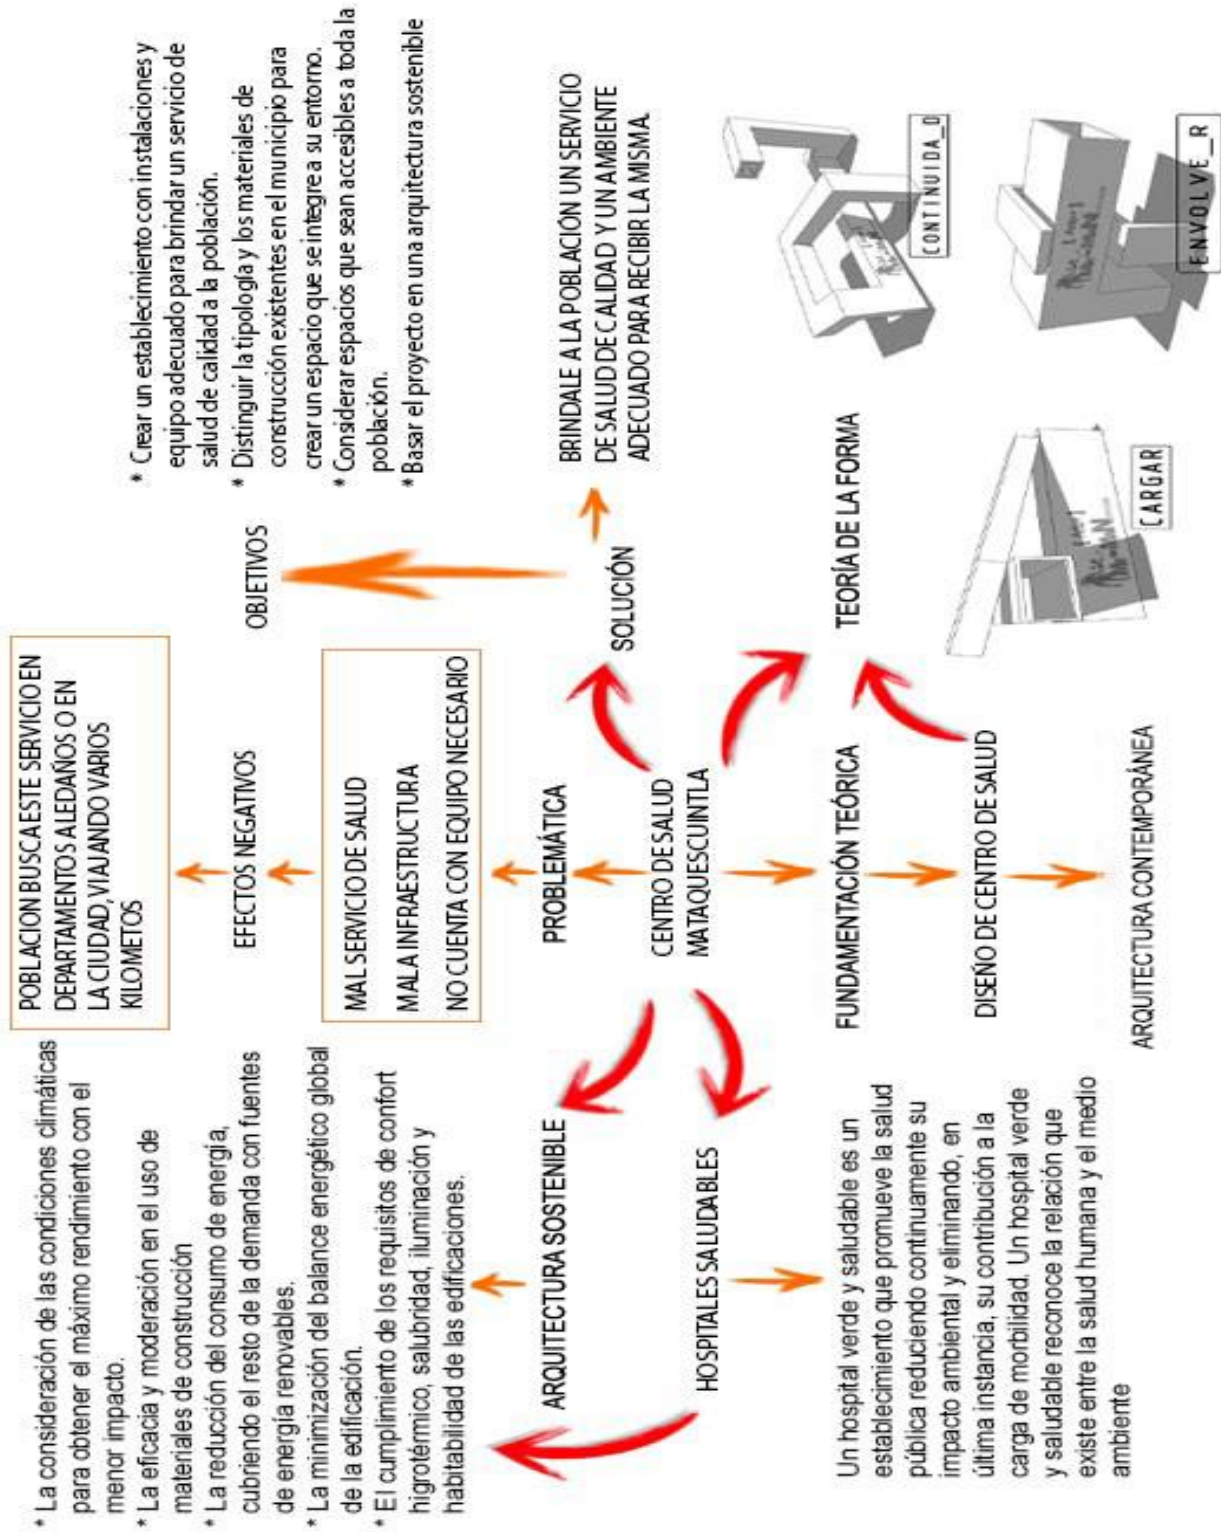 * La consideración de las condiciones climáticas
para obtener el máximo rendimiento con el
menor impacto.
* La eficacia y moderación en el uso de
materiales de construcción
* La reducción del consumo de energía,
cubriendo el resto de la demanda con fuentes
de energía renovables.
* La minimización del balance energético global
de la edificación.
* El cumplimiento de los requisitos de confort
higrotérmico, salubridad, iluminación y
habitabilidad de las edificaciones.
ARQUITECTURA SOSTENIBLE
HOSPITALES SALUDABLES
Un hospital verde y saludable es un
establecimiento que promueve la salud
pública reduciendo continuamente su
impacto ambiental y eliminando, en
última instancia, su contribución a la
carga de morbilidad. Un hospital verde
y saludable reconoce la relación que
existe entre la salud humana y el medio
ambiente
POBLACION BUSCA ESTE SERVICIO EN
DEPARTAMENTOS ALEDAÑOS O EN
LA CIUDAD, VIAJANDO VARIOS
KILOMETOS
EFECTOS NEGATIVOS
MAL SERVICIO DE SALUD
MALA INFRAESTRUCTURA
NO CUENTA CON EQUIPO NECESARIO
PROBLEMÁTICA
CENTRO DE SALUD
MATAQUESCUINTLA
FUNDAMENTACIÓN TEÓRICA
DISEÑO DE CENTRO DE SALUD
ARQUITECTURA CONTEMPORÁNEA
OBJETIVOS
* Crear un establecimiento con instalaciones y
equipo adecuado para brindar un servicio de
salud de calidad a la población.
* Distinguir la tipología y los materiales de
construcción existentes en el municipio para
crear un espacio que se integre a su entorno.
* Considerar espacios que sean accesibles a toda la
población.
* Basar el proyecto en una arquitectura sostenible
SOLUCIÓN
BRINDALE A LA POBLACIÓN UN SERVICIO
DE SALUD DE CALIDAD Y UN AMBIENTE
ADECUADO PARA RECIBIR LA MISMA.
TEORÍA DE LA FORMA
CARGAR
CONTINUIDA_D
ENVOLVE_R